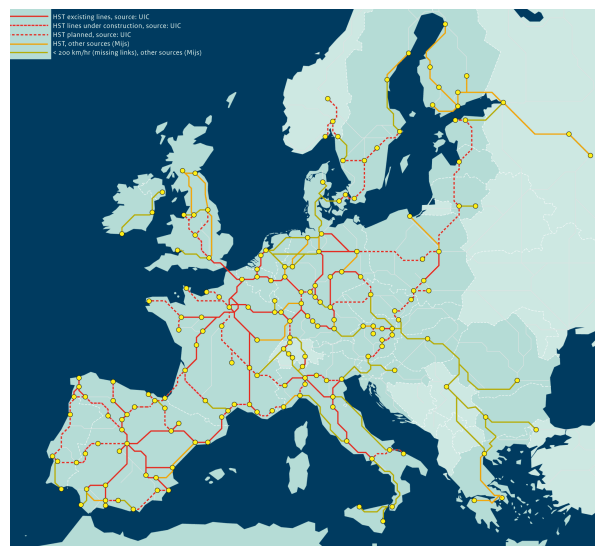 HST excisting lines, source: UIC
HST lines under construction, source: UIC
HST planned, source: UIC
HST, other sources (Mijs)
< 200 km/hr (missing links), other sources (Mijs)